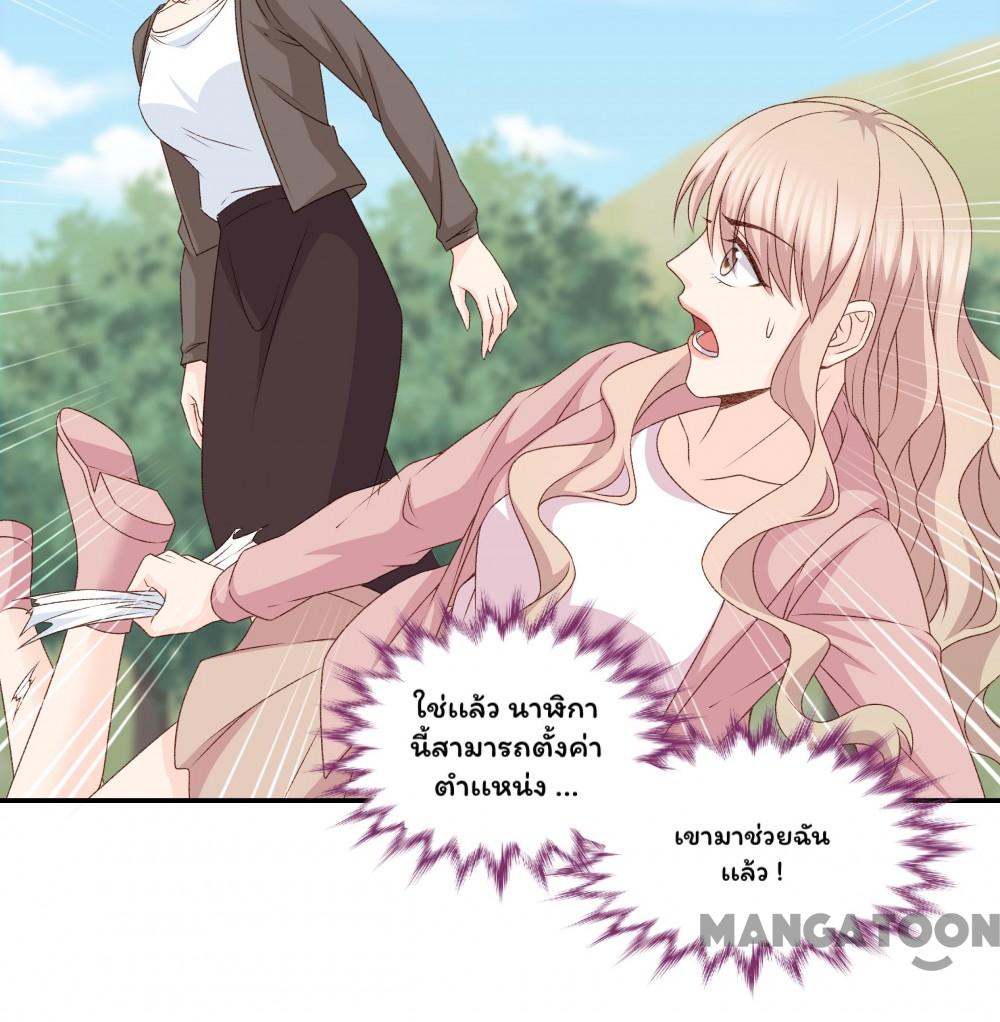 ใช่แล้ว นาฬิกา
นี้สามารถตั้งค่า
ตำแหน่ง ...
เขามาช่วยฉัน
แล้ว !
MANGATOON